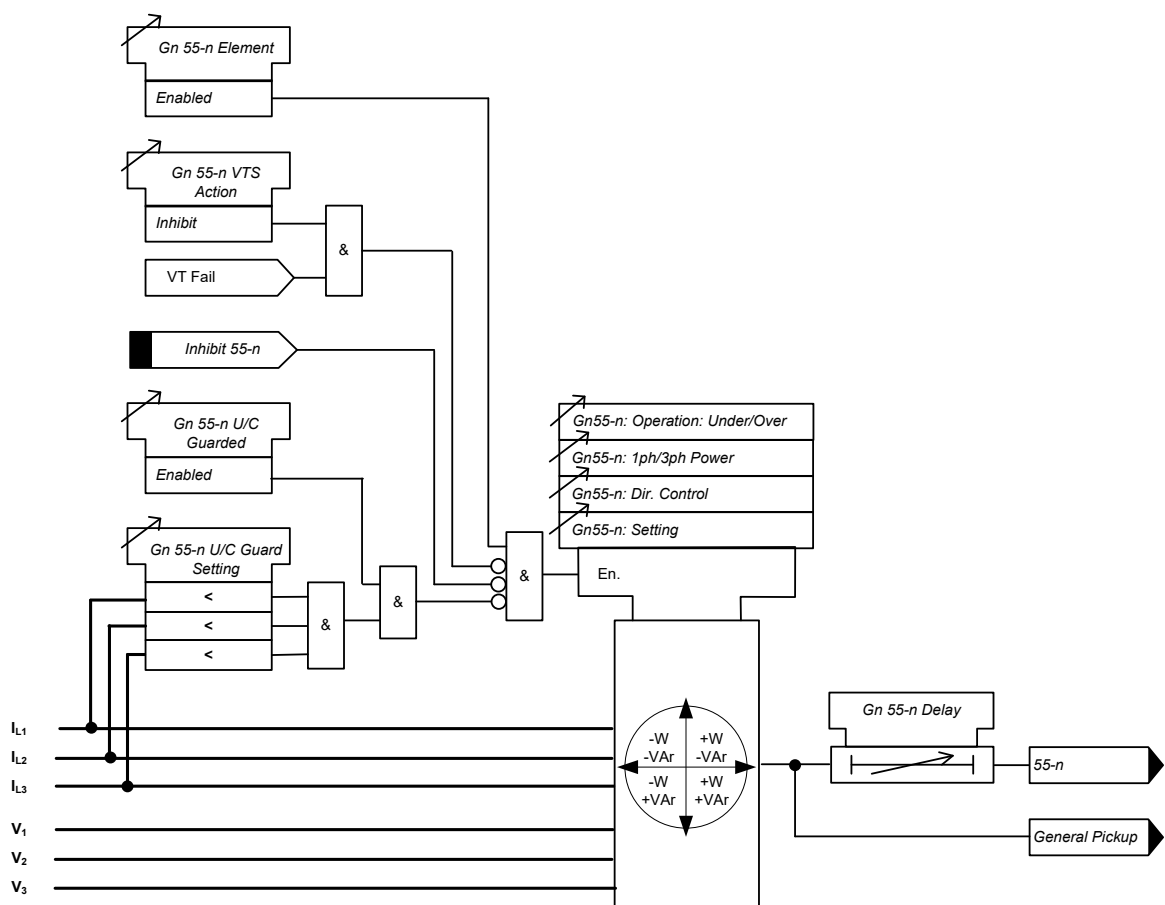 Gn 55-n Element
Enabled
Gn 55-n VTS
Action
Inhibit
&
VT Fail
Inhibit 55-n
Gn 55-n U/C
Guarded
Enabled
Gn 55-n U/C Guard
Setting
<
<
<
&
&
&
Gn55-n: Operation: Under/Over
Gn55-n: 1ph/3ph Power
Gn55-n: Dir. Control
Gn55-n: Setting
En.
IL1
IL2
IL3
V1
V2
V3
-W
-VAr
+W
-VAr
-W
+VAr
+W
+VAr
Gn 55-n Delay
55-n
General Pickup